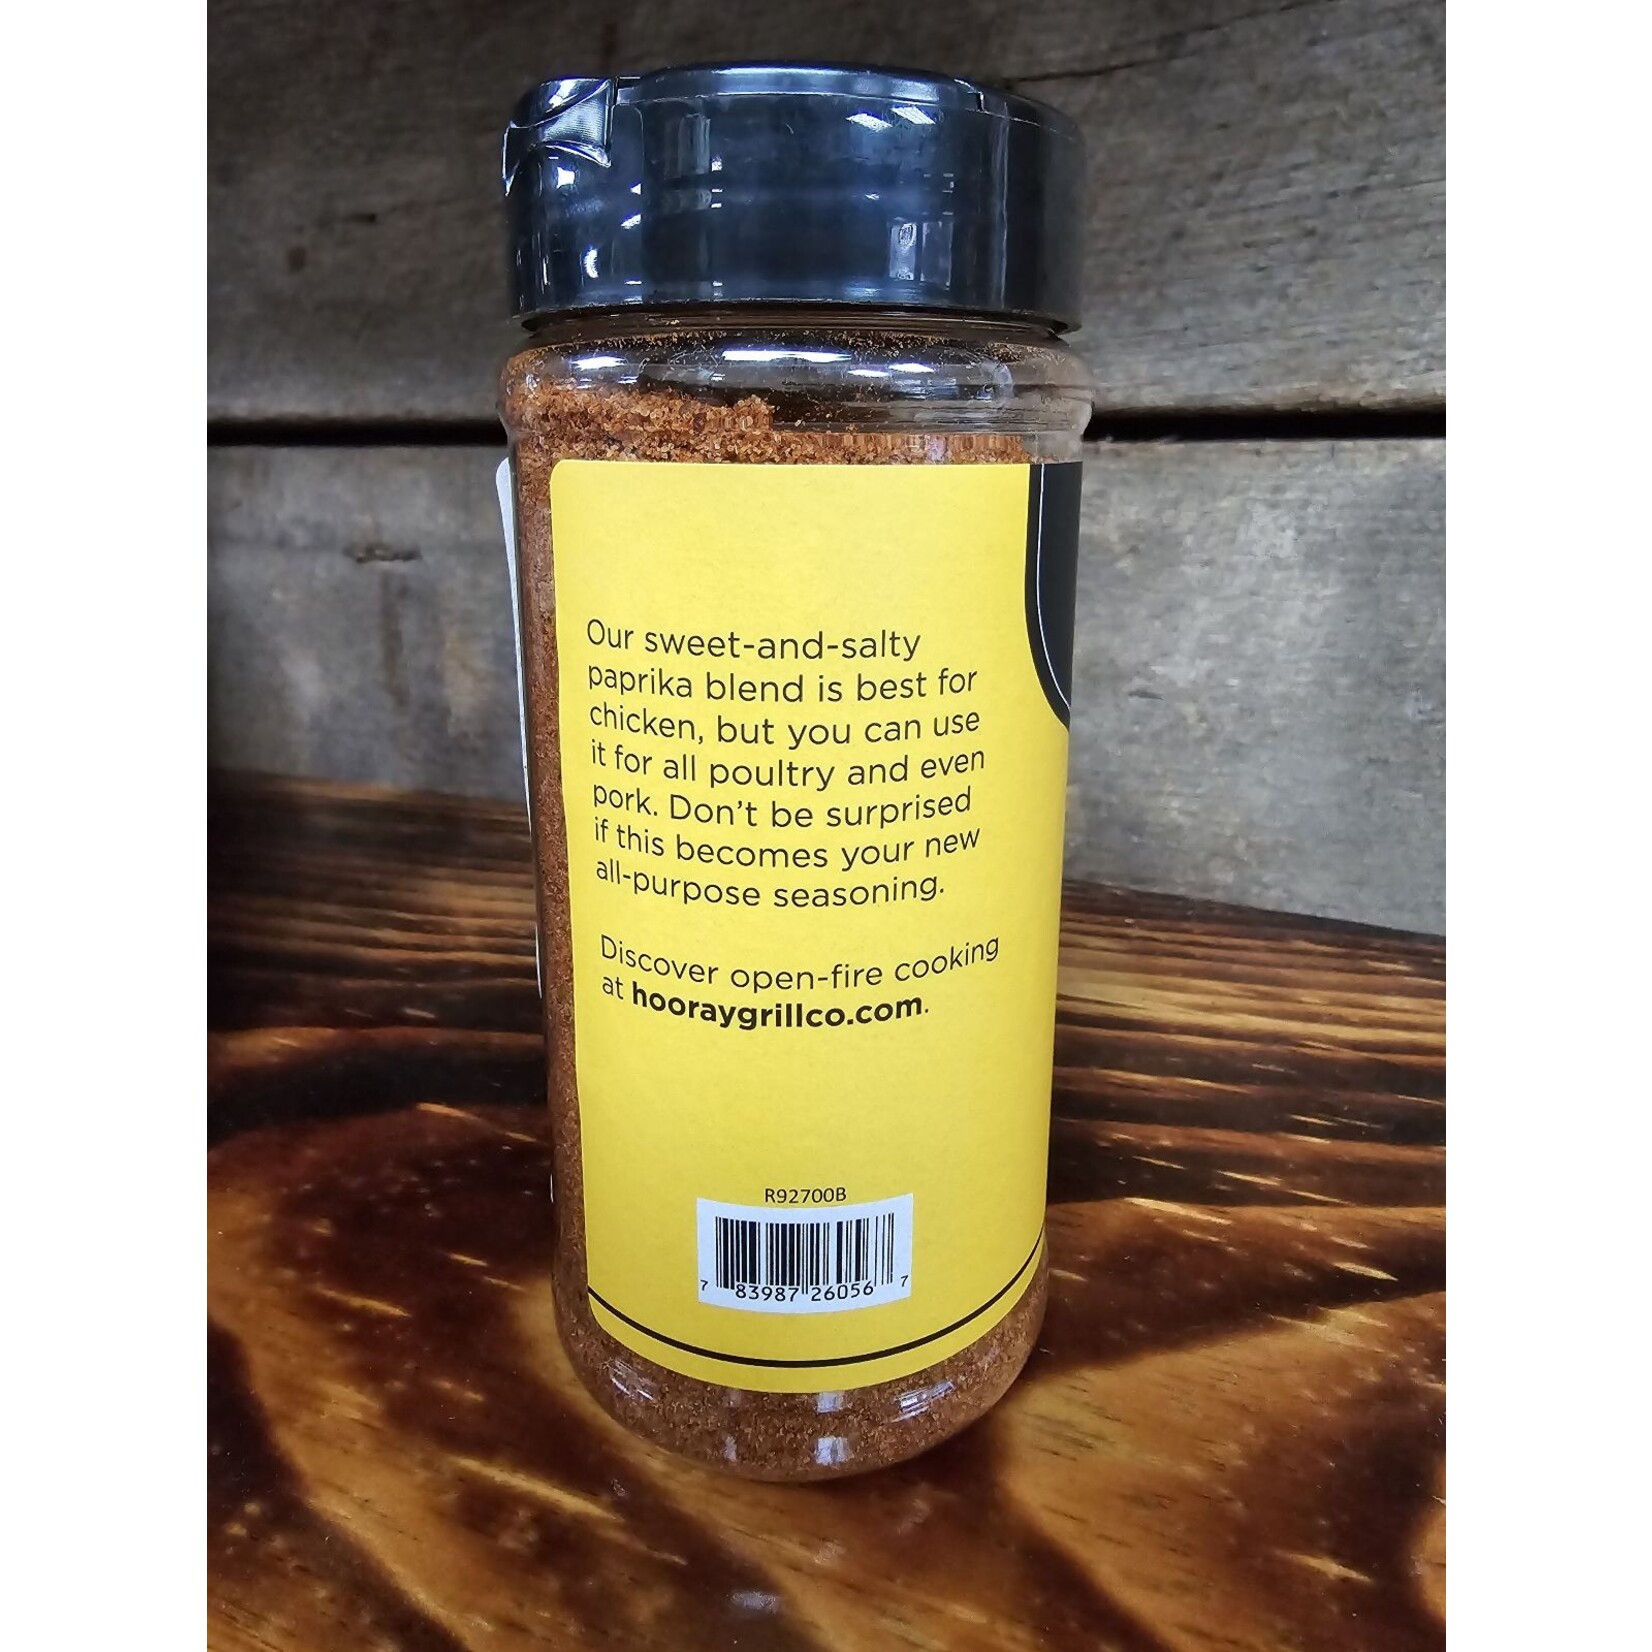 Our sweet-and-salty
paprika blend is best for
chicken, but you can use
it for all poultry and even
pork. Don't be surprised
if this becomes your new
all-purpose seasoning.
Discover open-fire cooking
at hooraygrillco.com.
R92700B
7 83987 26056 7